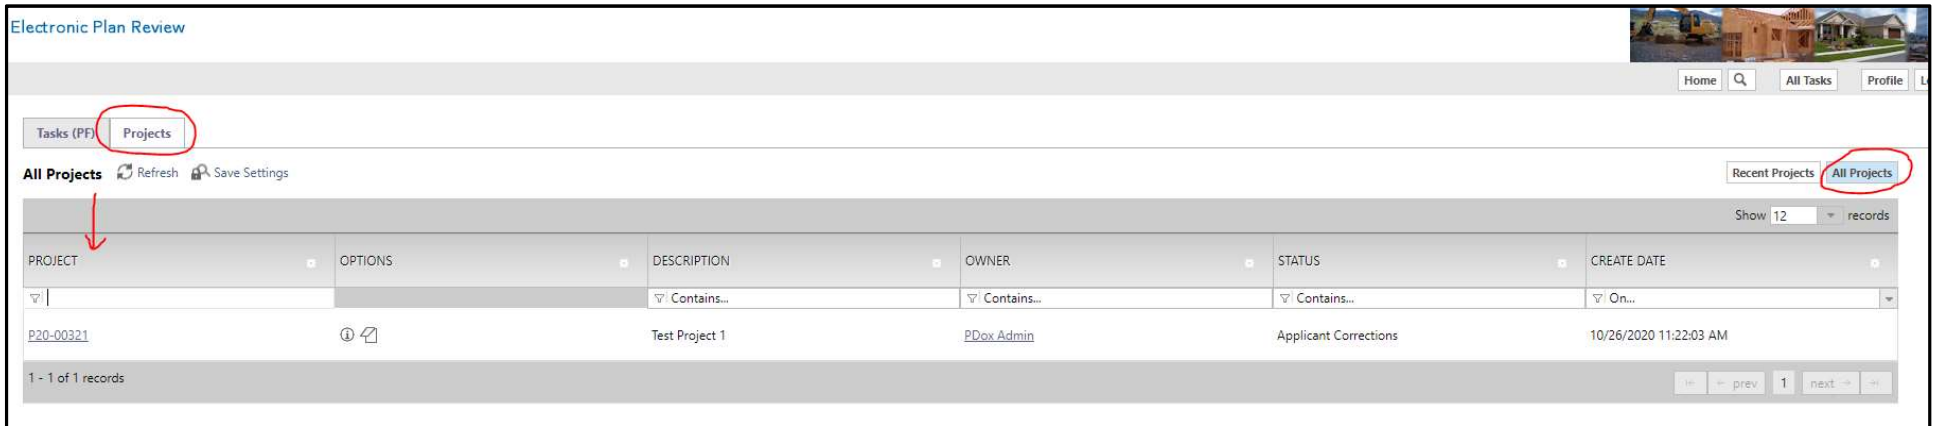 Electronic Plan Review
Home All Tasks Profile
Tasks (PF) Projects
All Projects Refresh Save Settings Recent Projects All Projects
Show 12 records
PROJECT OPTIONS DESCRIPTION OWNER STATUS CREATE DATE
Contains... Contains... Contains... On...
P20-00321 Test Project 1 PDox Admin Applicant Corrections 10/26/2020 11:22:03 AM
1 - 1 of 1 records prev 1 next